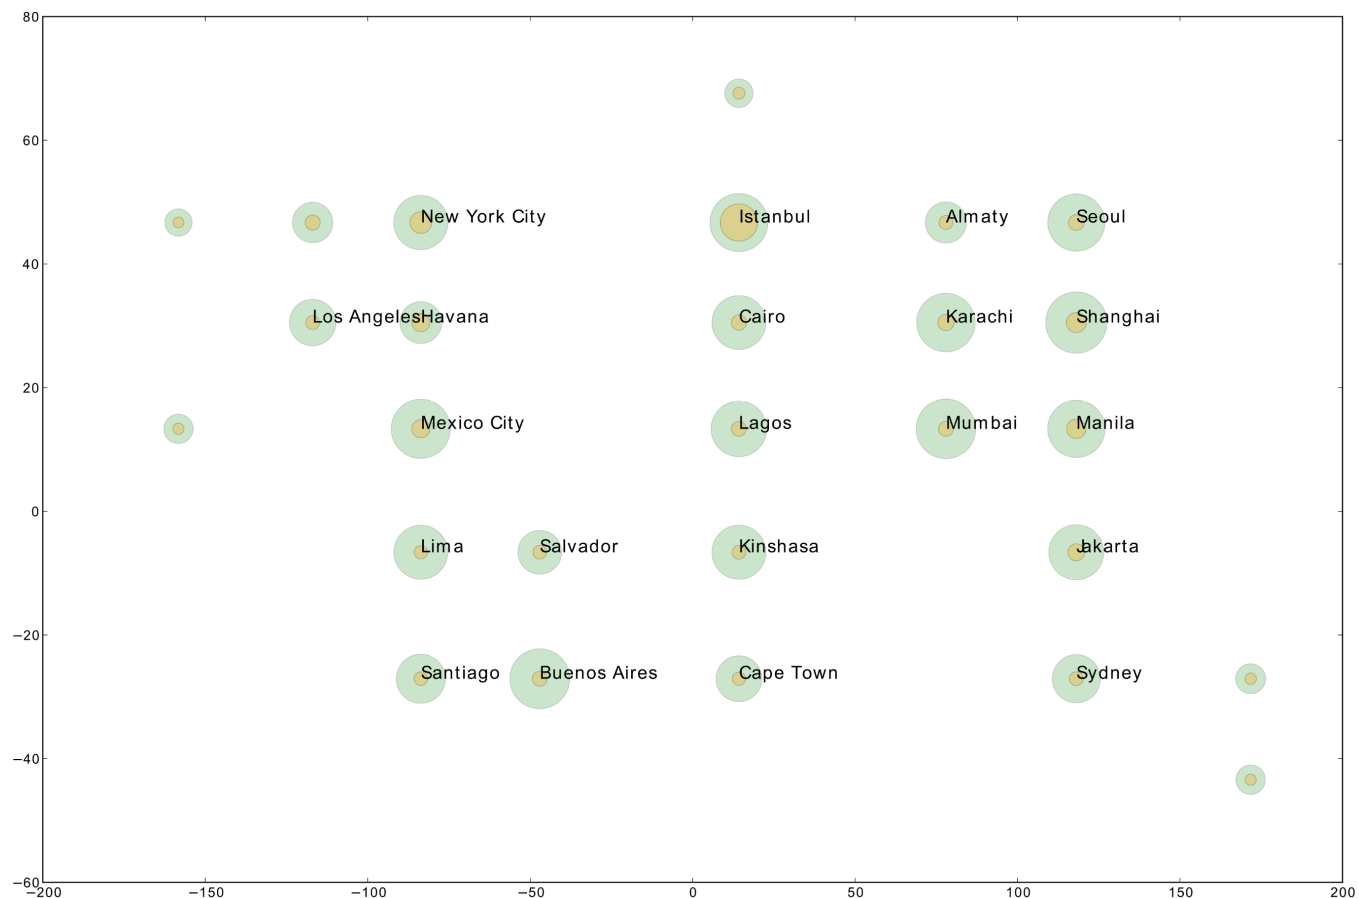 80
60
New York City Istanbul Almaty Seoul
40
Los Angeles Havana Cairo Karachi Shanghai
20
Mexico City Lagos Mumbai Manila
0
Lima Salvador Kinshasa Jakarta
−20
Santiago Buenos Aires Cape Town Sydney
−40
−60
−200 −150 −100 −50 0 50 100 150 200